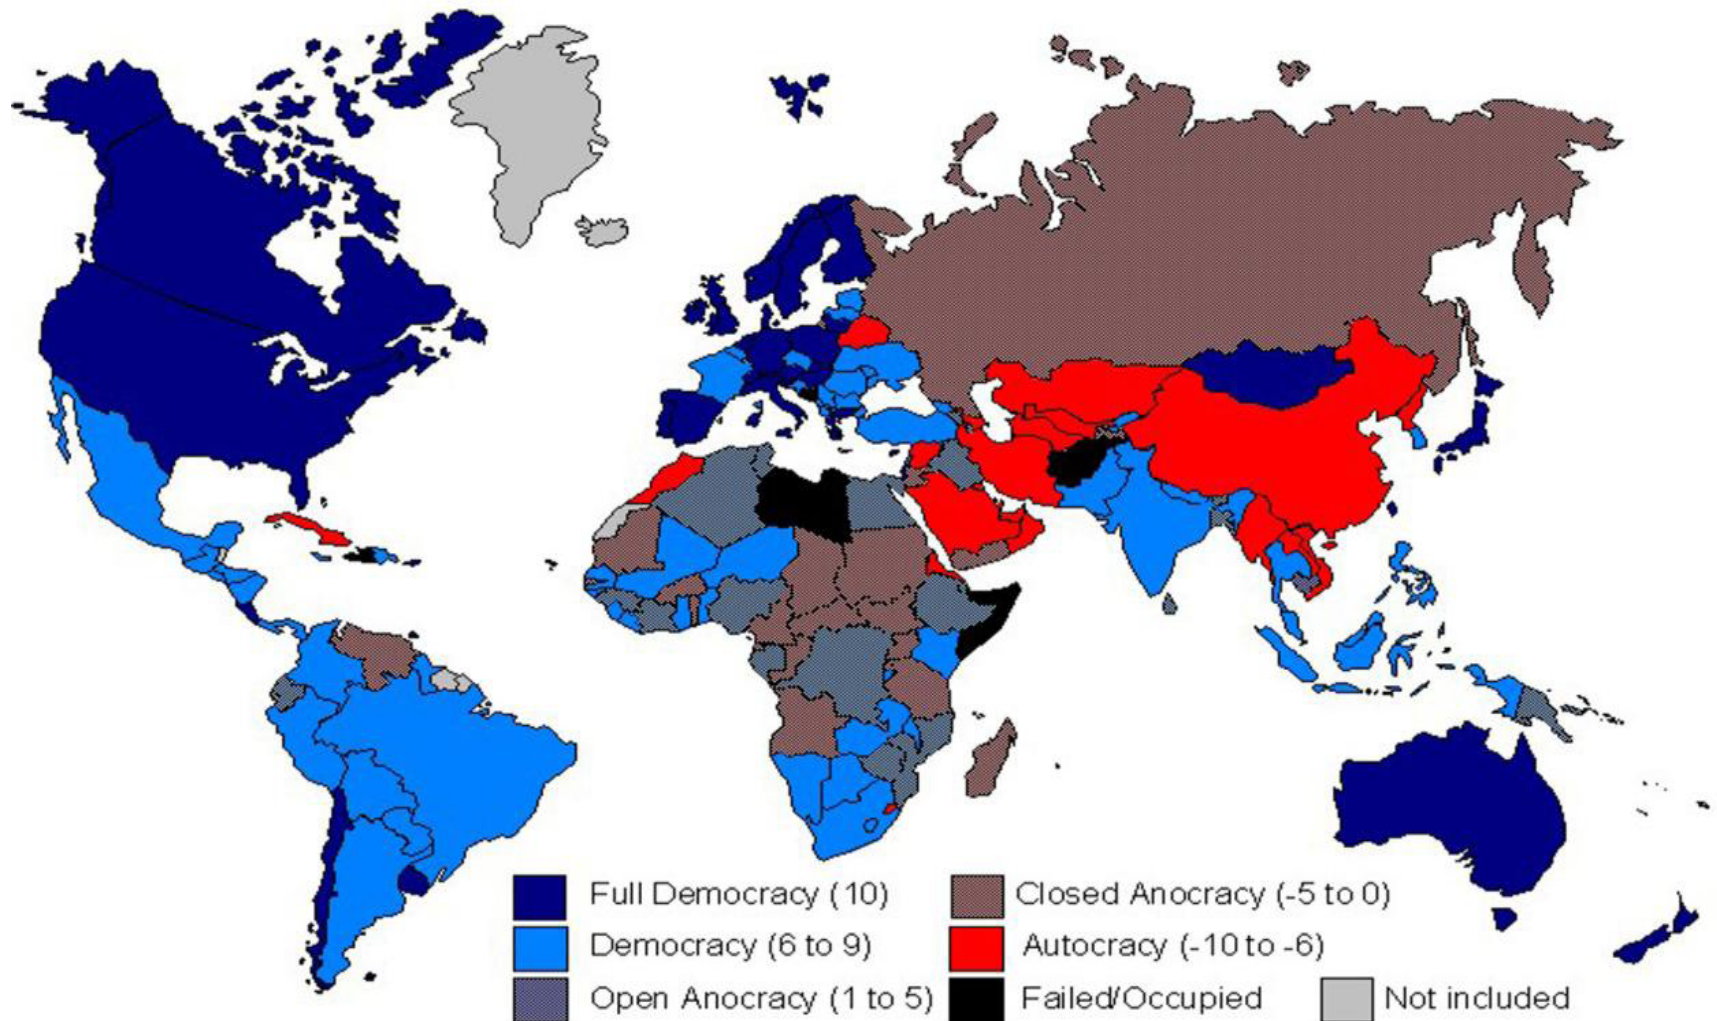 Full Democracy (10)
Democracy (6 to 9)
Open Anocracy (1 to 5)
Closed Anocracy (-5 to 0)
Autocracy (-10 to -6)
Failed/Occupied
Not included